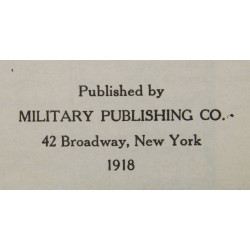 Published by
MILITARY PUBLISHING CO.
42 Broadway, New York
1918